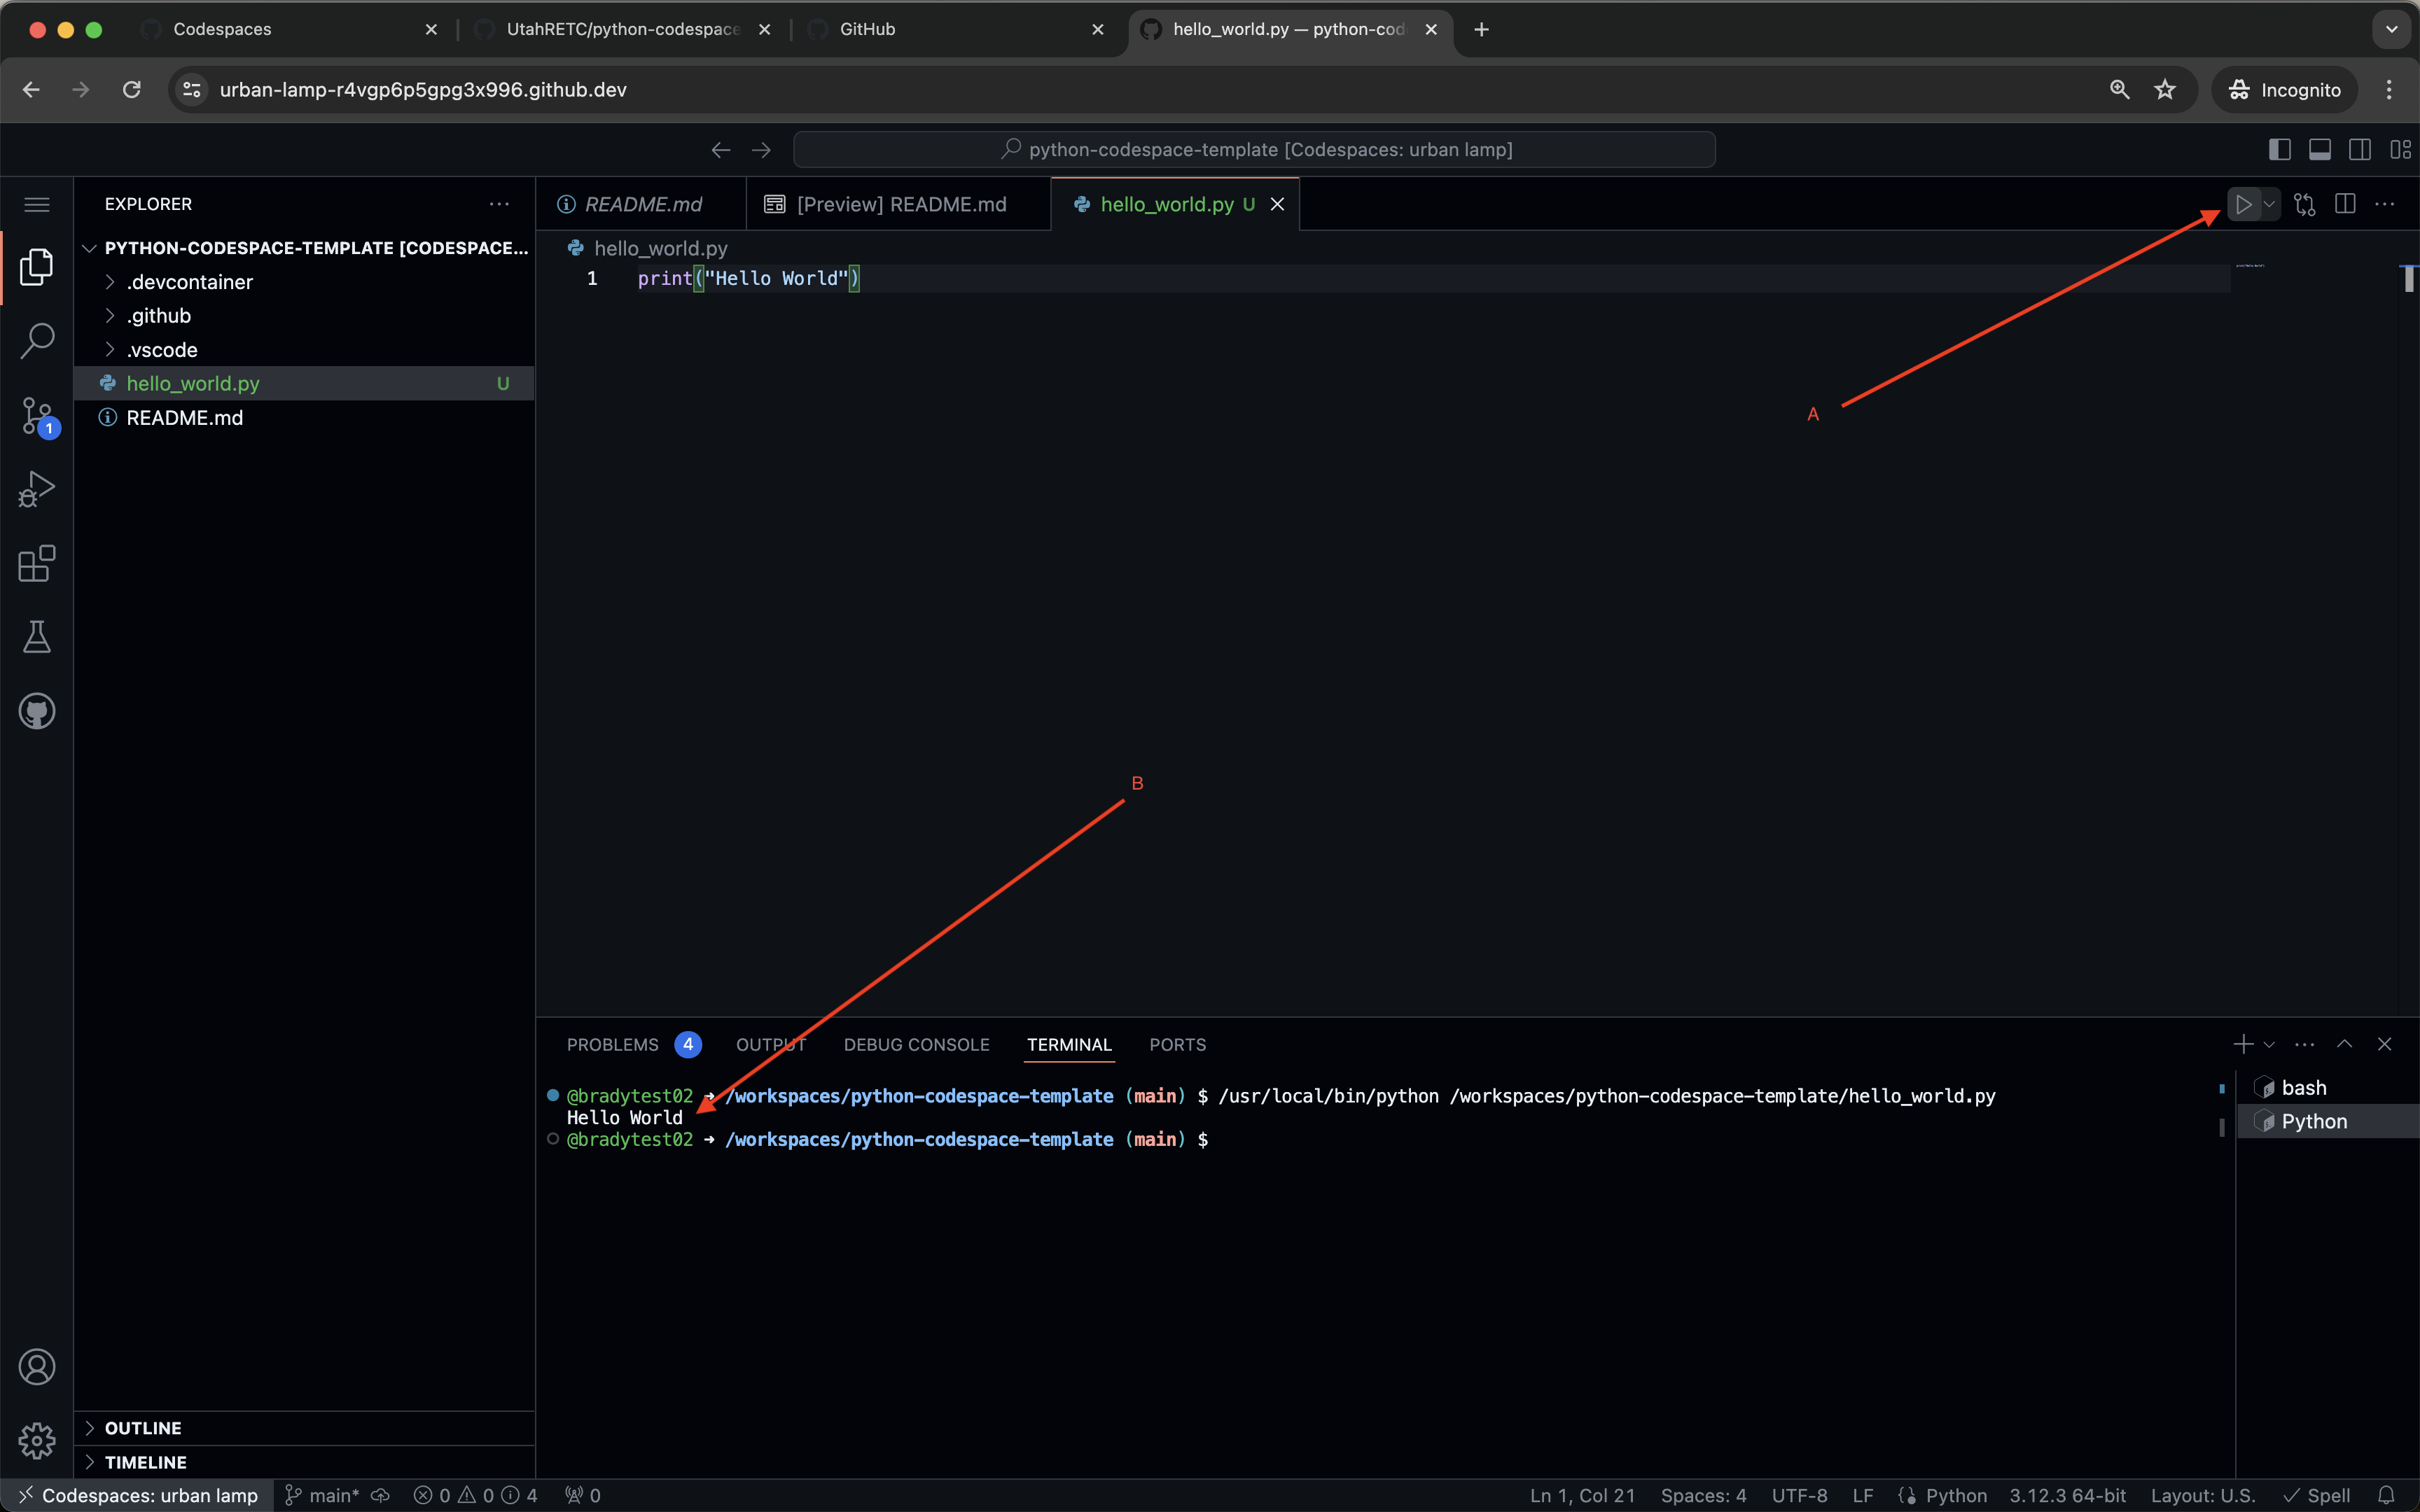 Codespaces
UtahRETC/python-codespace
GitHub
hello_world.py — python-cod
urban-lamp-r4vgp6p5gpg3x996.github.dev
Incognito
python-codespace-template [Codespaces: urban lamp]
EXPLORER
README.md
[Preview] README.md
hello_world.py U
PYTHON-CODESPACE-TEMPLATE [CODESPACE...
.devcontainer
.github
.vscode
hello_world.py U
README.md
1
hello_world.py
1 print("Hello World")
A
B
PROBLEMS 4 OUTPUT DEBUG CONSOLE TERMINAL PORTS
@bradytest02 ➜ /workspaces/python-codespace-template (main) $ /usr/local/bin/python /workspaces/python-codespace-template/hello_world.py
Hello World
@bradytest02 ➜ /workspaces/python-codespace-template (main) $
bash
Python
OUTLINE
TIMELINE
Codespaces: urban lamp main* 0 0 4 0 Ln 1, Col 21 Spaces: 4 UTF-8 LF Python 3.12.3 64-bit Layout: U.S. Spell